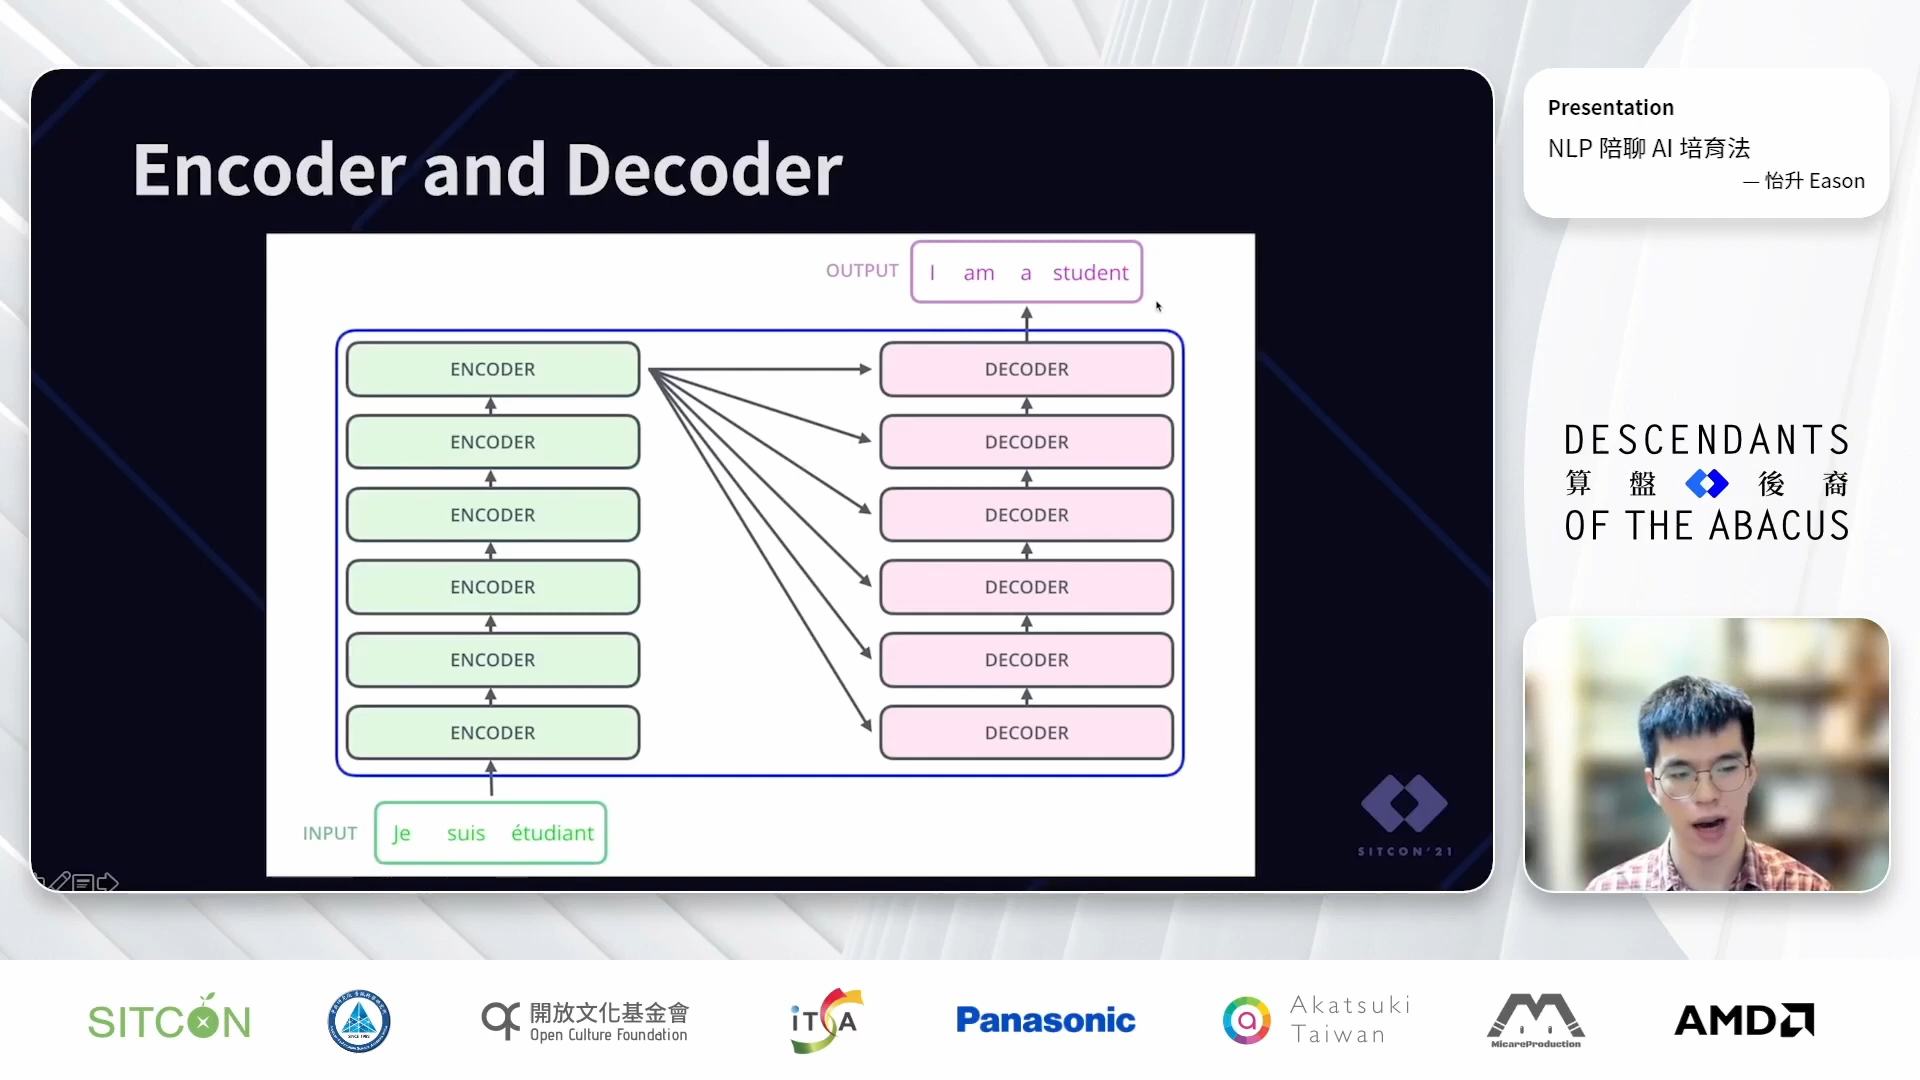 Encoder and Decoder
OUTPUT
I am a student
ENCODER
ENCODER
ENCODER
ENCODER
ENCODER
ENCODER
DECODER
DECODER
DECODER
DECODER
DECODER
DECODER
INPUT
Je suis étudiant
SITCON'21
Presentation
NLP 陪聊 AI 培育法
— 怡升 Eason
DESCENDANTS
算盤後裔
OF THE ABACUS
SITCON
開放文化基金會
Open Culture Foundation
iTSA
Panasonic
Akatsuki
Taiwan
MicareProduction
AMD